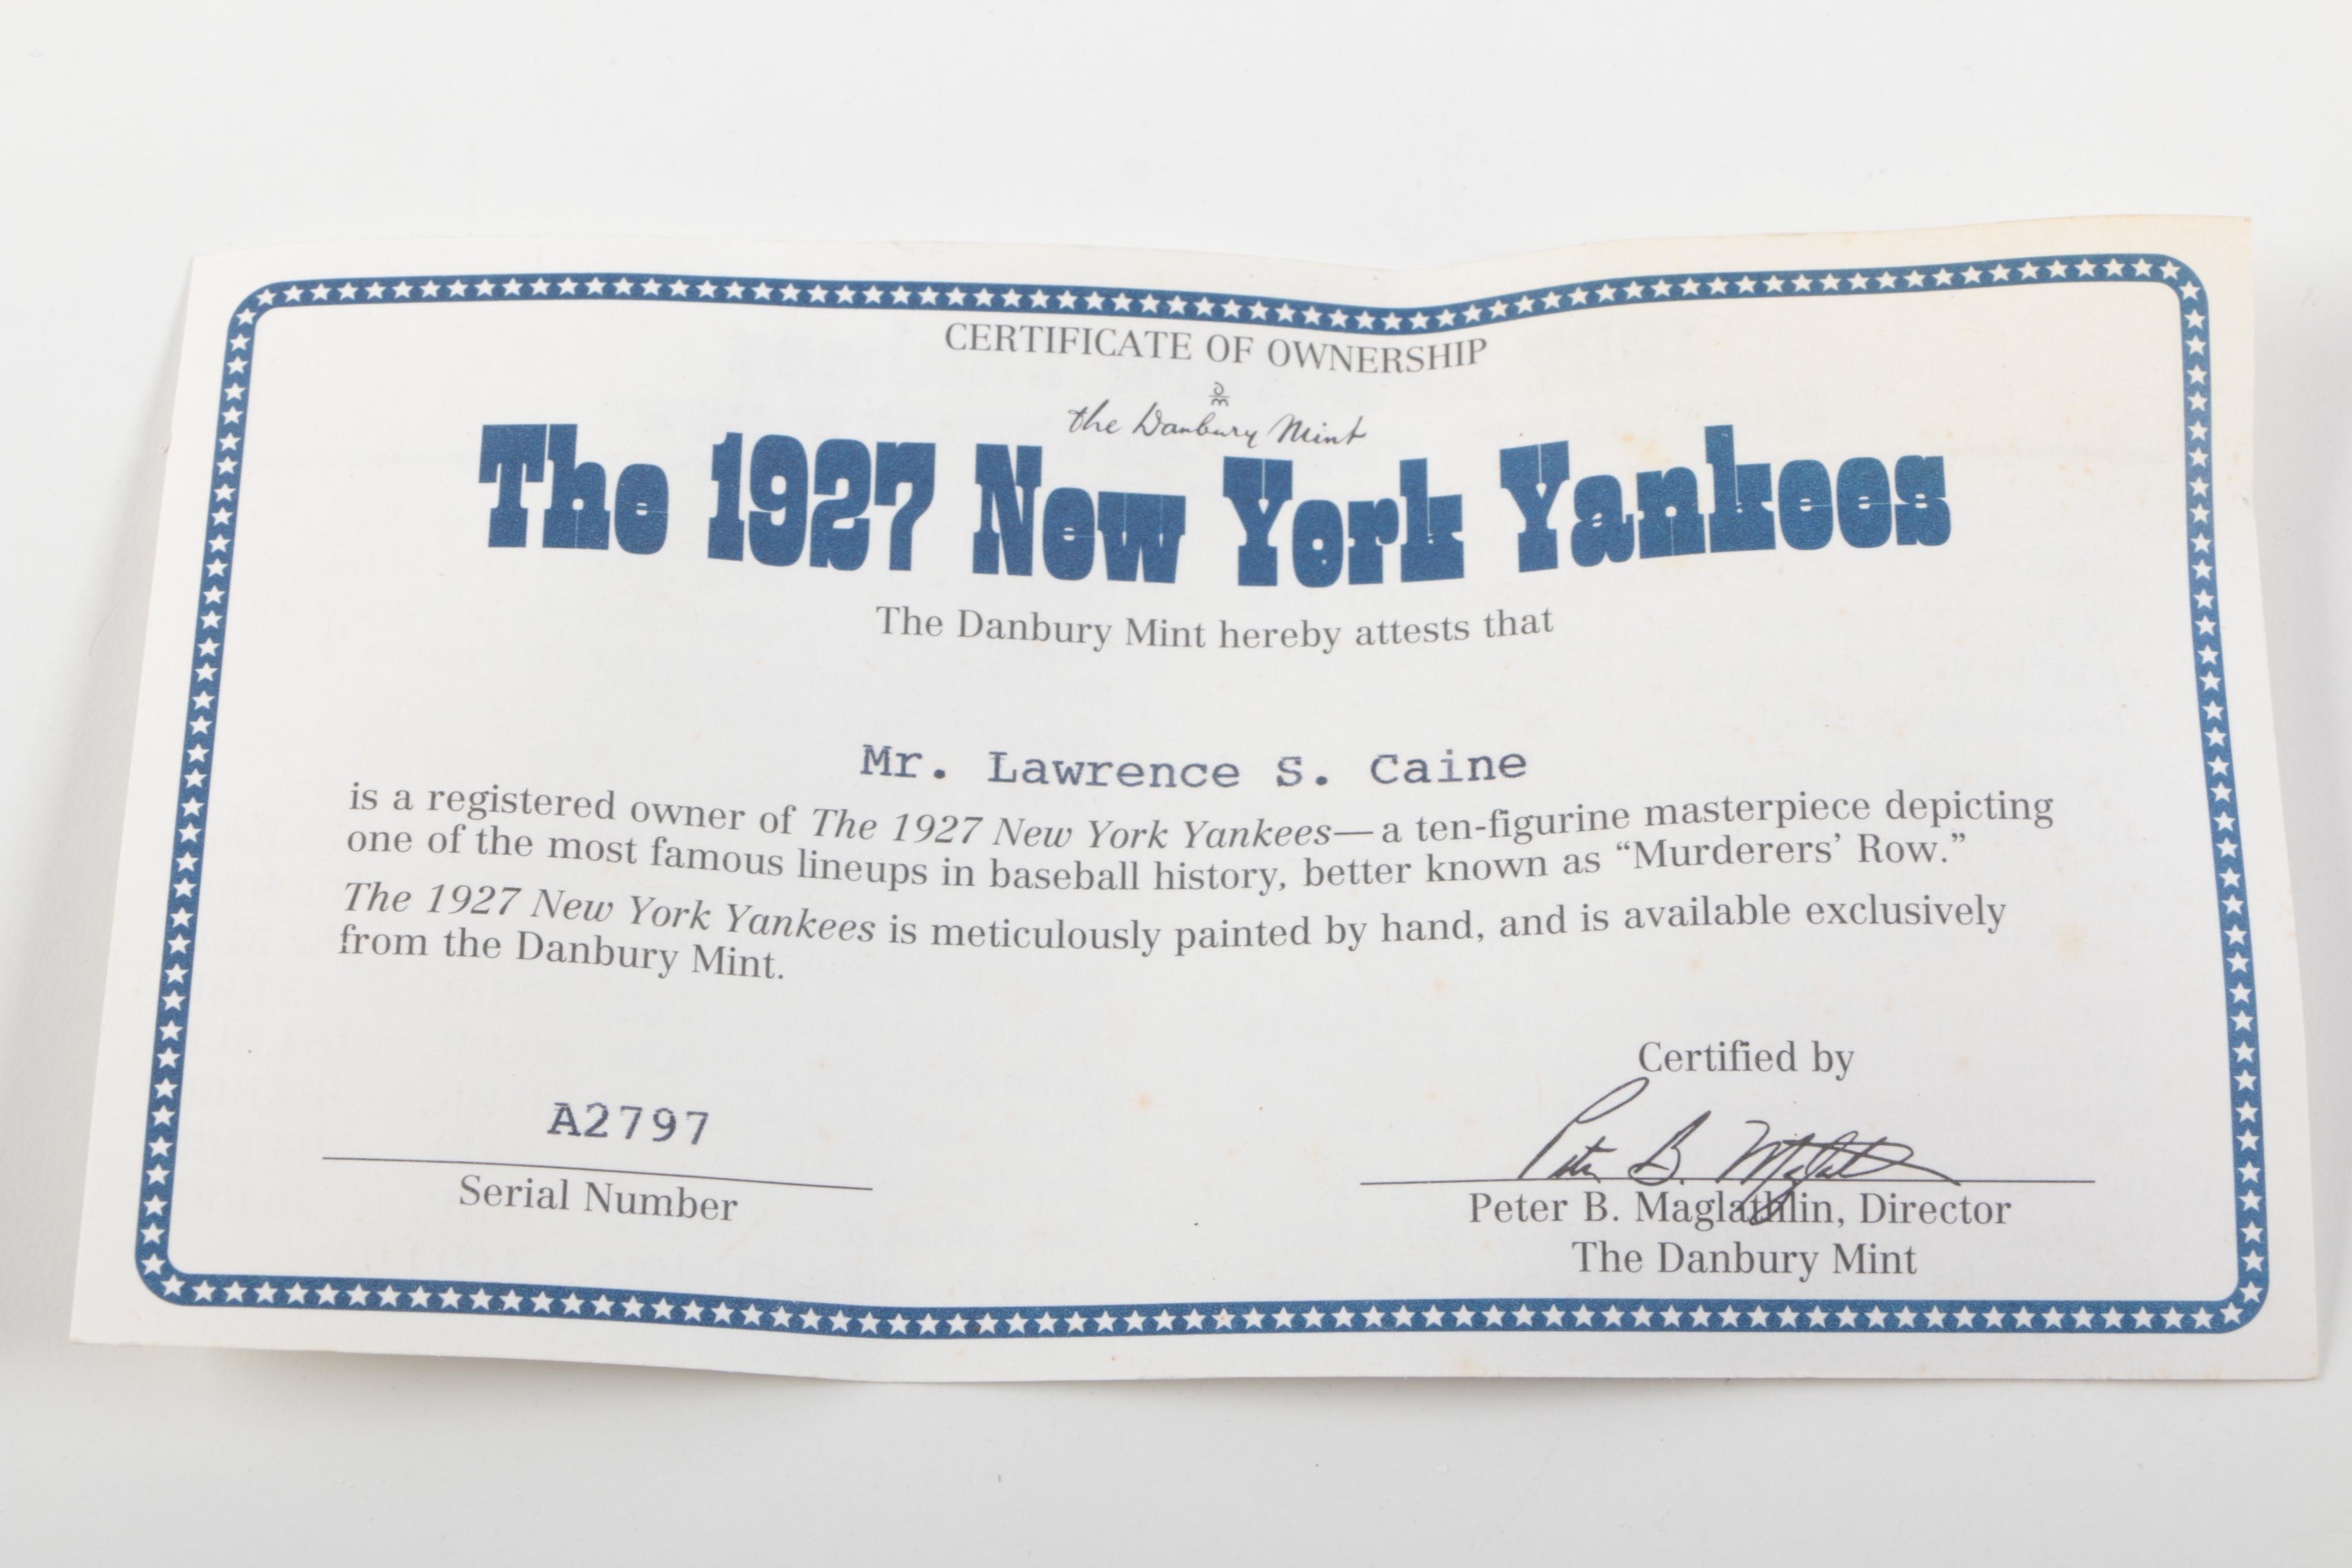 CERTIFICATE OF OWNERSHIP
DM
the Danbury Mint
The 1927 New York Yankees
The Danbury Mint hereby attests that
Mr. Lawrence S. Caine
is a registered owner of The 1927 New York Yankees—a ten-figurine masterpiece depicting
one of the most famous lineups in baseball history, better known as “Murderers’ Row.”
The 1927 New York Yankees is meticulously painted by hand, and is available exclusively
from the Danbury Mint.
Certified by
A2797
Serial Number
Peter B. Maglathlin
Peter B. Maglathlin, Director
The Danbury Mint